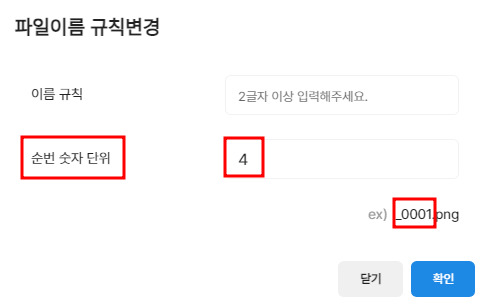 파일이름 규칙변경
이름 규칙
2글자 이상 입력해주세요.
순번 숫자 단위
4
ex) _0001.png
닫기
확인